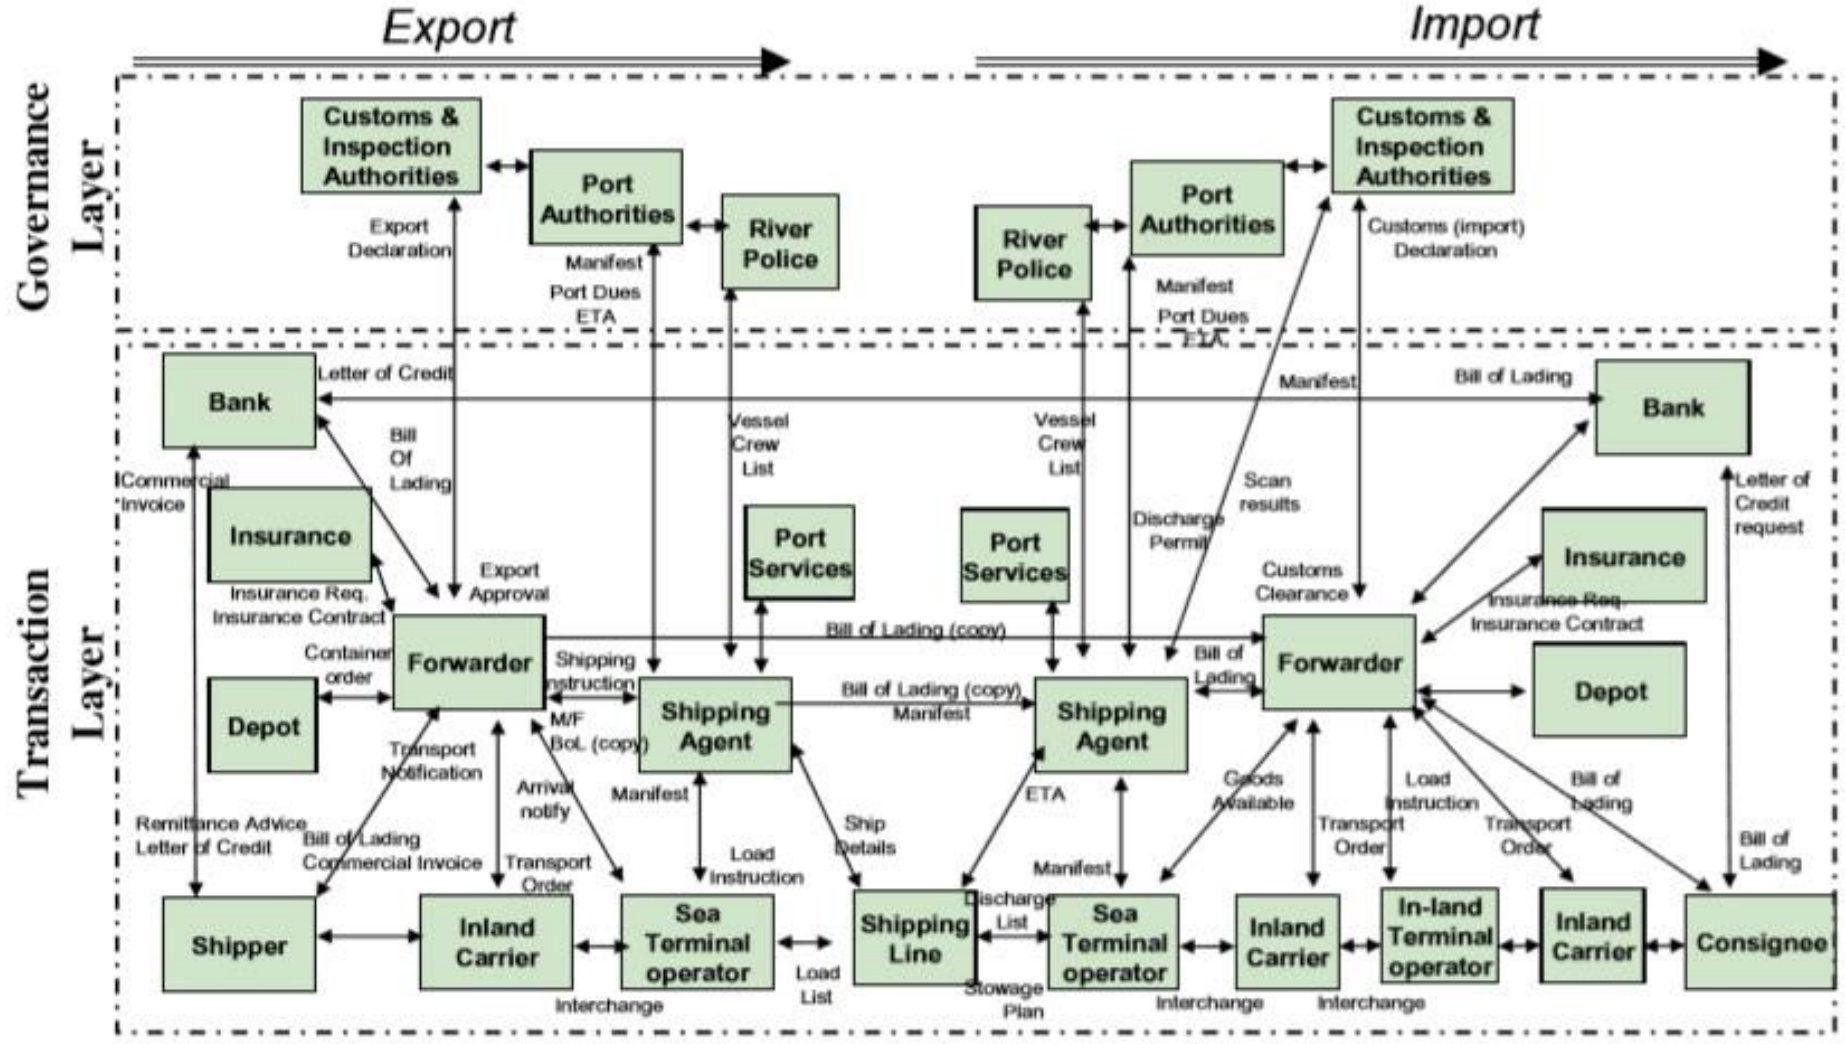 Export
Import
Governance
Layer
Customs &
Inspection
Authorities
Port
Authorities
River
Police
River
Police
Port
Authorities
Customs &
Inspection
Authorities
Export
Declaration
Manifest
Port Dues
ETA
Manifest
Port Dues
ETA
Customs (import)
Declaration
Transaction
Layer
Bank
Letter of Credit
Manifest
Bill of Lading
Bank
Bill
Of
Lading
Vessel
Crew
List
Vessel
Crew
List
Commercial
Invoice
Scan
results
Letter of
Credit
request
Insurance
Port
Services
Port
Services
Discharge
Permit
Insurance
Insurance Req.
Insurance Contract
Export
Approval
Customs
Clearance
Insurance Req.
Insurance Contract
Bill of Lading (copy)
Container
order
Forwarder
Shipping
nstruction
Bill of
Lading
Forwarder
Depot
Depot
M/F
BoL (copy)
Shipping
Agent
Bill of Lading (copy)
Manifest
Shipping
Agent
Transport
Notification
Arrival
notify
Manifest
ETA
Goods
Available
Load
Instruction
Bill of
Lading
Remittance Advice
Letter of Credit
Bill of Lading
Commercial Invoice
Transport
Order
Load
Instruction
Ship
Details
Manifest
Transport
Order
Transport
Order
Bill of
Lading
Shipper
Inland
Carrier
Sea
Terminal
operator
Shipping
Line
Discharge
List
Sea
Terminal
operator
Inland
Carrier
In-land
Terminal
operator
Inland
Carrier
Consignee
Interchange
Load
List
Stowage
Plan
Interchange
Interchange